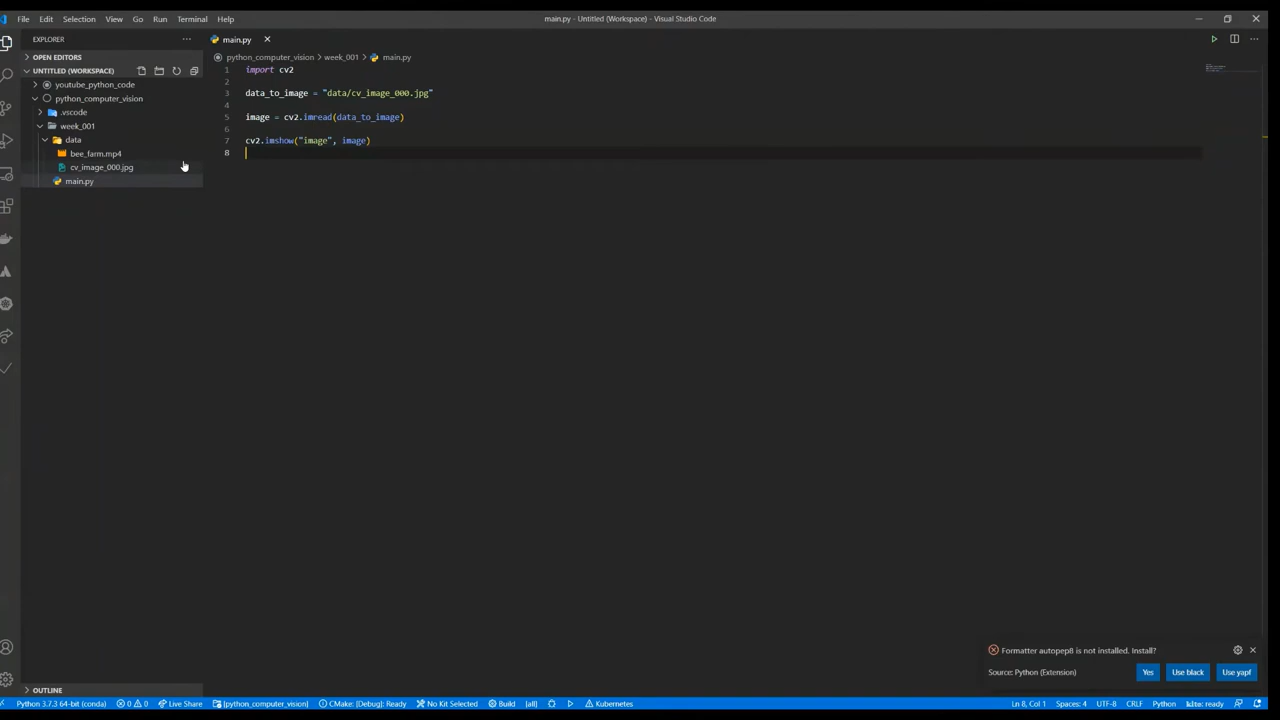 File Edit Selection View Go Run Terminal Help
main.py - Untitled (Workspace) - Visual Studio Code
EXPLORER
main.py
OPEN EDITORS
python_computer_vision > week_001 > main.py
UNTITLED (WORKSPACE)
youtube_python_code
python_computer_vision
.vscode
week_001
data
bee_farm.mp4
cv_image_000.jpg
main.py
1 import cv2
2
3 data_to_image = "data/cv_image_000.jpg"
4
5 image = cv2.imread(data_to_image)
6
7 cv2.imshow("image", image)
8
Formatter autopep8 is not installed. Install?
Source: Python (Extension)
Yes Use black Use yapf
OUTLINE
Python 3.7.3 64-bit (conda) 0 0 Live Share [python_computer_vision] CMake: [Debug]: Ready No Kit Selected Build [all] Kubernetes Ln 8, Col 1 Spaces: 4 UTF-8 CRLF Python kite: ready